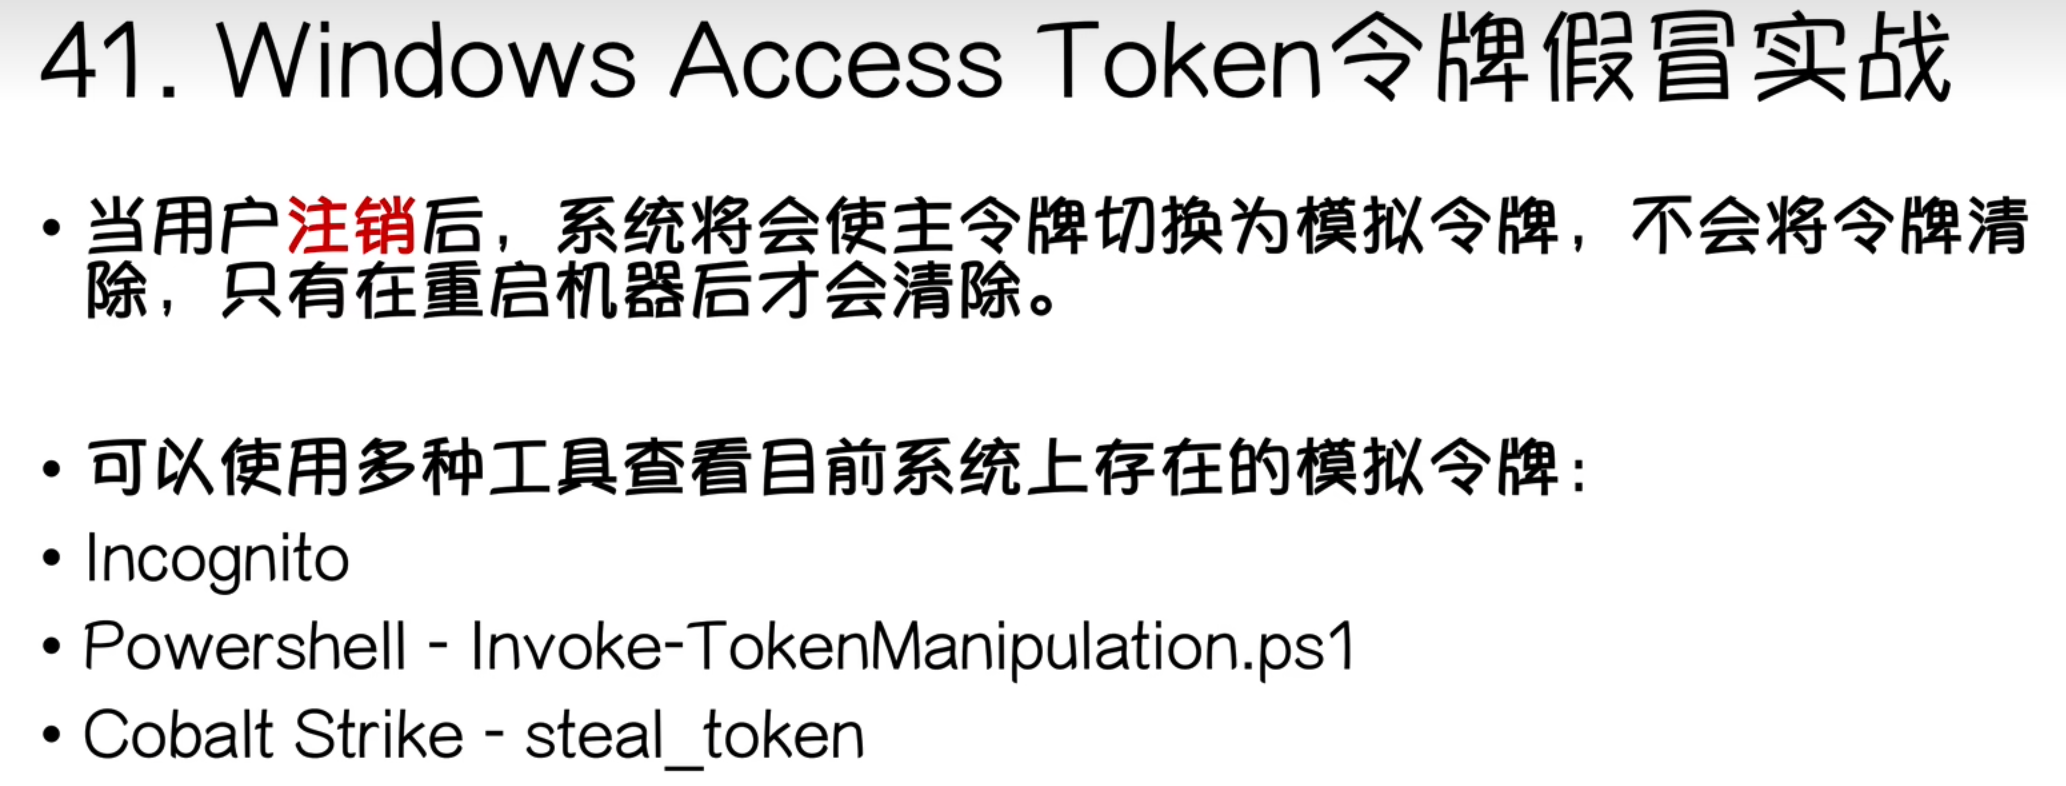 41. Windows Access Token令牌假冒实战
• 当用户注销后，系统将会使主令牌切换为模拟令牌，不会将令牌清
除，只有在重启机器后才会清除。
• 可以使用多种工具查看目前系统上存在的模拟令牌：
• Incognito
• Powershell - Invoke-TokenManipulation.ps1
• Cobalt Strike - steal_token